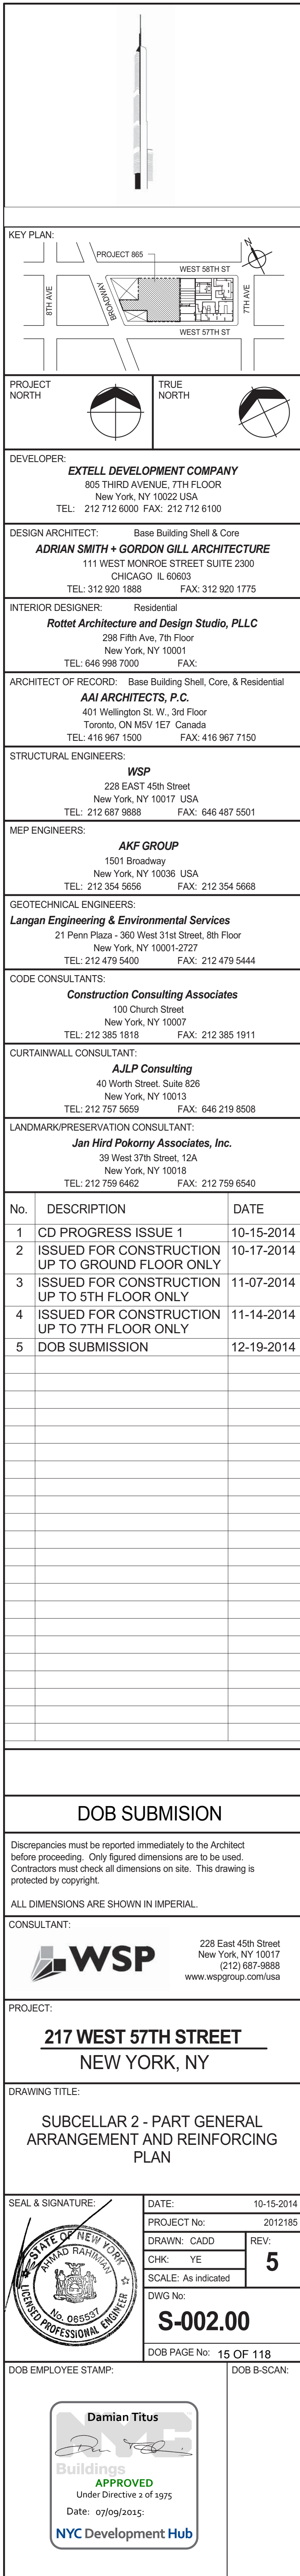 KEY PLAN:
N
PROJECT 865
WEST 58TH ST
8TH AVE
BROADWAY
7TH AVE
WEST 57TH ST
PROJECT
NORTH
TRUE
NORTH
DEVELOPER:
EXTELL DEVELOPMENT COMPANY
805 THIRD AVENUE, 7TH FLOOR
New York, NY 10022 USA
TEL: 212 712 6000 FAX: 212 712 6100
DESIGN ARCHITECT: Base Building Shell & Core
ADRIAN SMITH + GORDON GILL ARCHITECTURE
111 WEST MONROE STREET SUITE 2300
CHICAGO IL 60603
TEL: 312 920 1888 FAX: 312 920 1775
INTERIOR DESIGNER: Residential
Rottet Architecture and Design Studio, PLLC
298 Fifth Ave, 7th Floor
New York, NY 10001
TEL: 646 998 7000 FAX:
ARCHITECT OF RECORD: Base Building Shell, Core, & Residential
AAI ARCHITECTS, P.C.
401 Wellington St. W., 3rd Floor
Toronto, ON M5V 1E7 Canada
TEL: 416 967 1500 FAX: 416 967 7150
STRUCTURAL ENGINEERS:
WSP
228 EAST 45th Street
New York, NY 10017 USA
TEL: 212 687 9888 FAX: 646 487 5501
MEP ENGINEERS:
AKF GROUP
1501 Broadway
New York, NY 10036 USA
TEL: 212 354 5656 FAX: 212 354 5668
GEOTECHNICAL ENGINEERS:
Langan Engineering & Environmental Services
21 Penn Plaza - 360 West 31st Street, 8th Floor
New York, NY 10001-2727
TEL: 212 479 5400 FAX: 212 479 5444
CODE CONSULTANTS:
Construction Consulting Associates
100 Church Street
New York, NY 10007
TEL: 212 385 1818 FAX: 212 385 1911
CURTAINWALL CONSULTANT:
AJLP Consulting
40 Worth Street. Suite 826
New York, NY 10013
TEL: 212 757 5659 FAX: 646 219 8508
LANDMARK/PRESERVATION CONSULTANT:
Jan Hird Pokorny Associates, Inc.
39 West 37th Street, 12A
New York, NY 10018
TEL: 212 759 6462 FAX: 212 759 6540
No. DESCRIPTION DATE
1 CD PROGRESS ISSUE 1 10-15-2014
2 ISSUED FOR CONSTRUCTION 10-17-2014
UP TO GROUND FLOOR ONLY
3 ISSUED FOR CONSTRUCTION 11-07-2014
UP TO 5TH FLOOR ONLY
4 ISSUED FOR CONSTRUCTION 11-14-2014
UP TO 7TH FLOOR ONLY
5 DOB SUBMISSION 12-19-2014
DOB SUBMISION
Discrepancies must be reported immediately to the Architect
before proceeding. Only figured dimensions are to be used.
Contractors must check all dimensions on site. This drawing is
protected by copyright.
ALL DIMENSIONS ARE SHOWN IN IMPERIAL.
CONSULTANT:
WSP
228 East 45th Street
New York, NY 10017
(212) 687-9888
www.wspgroup.com/usa
PROJECT:
217 WEST 57TH STREET
NEW YORK, NY
DRAWING TITLE:
SUBCELLAR 2 - PART GENERAL
ARRANGEMENT AND REINFORCING
PLAN
SEAL & SIGNATURE:
STATE OF NEW YORK
AHMAD RAHIMIAN
No. 065537
LICENSED PROFESSIONAL ENGINEER
DATE: 10-15-2014
PROJECT No: 2012185
DRAWN: CADD
REV:
CHK: YE
5
SCALE: As indicated
DWG No:
S-002.00
DOB PAGE No: 15 OF 118
DOB EMPLOYEE STAMP:
DOB B-SCAN:
Damian Titus
NYC
Buildings
APPROVED
Under Directive 2 of 1975
Date: 07/09/2015:
NYC Development Hub